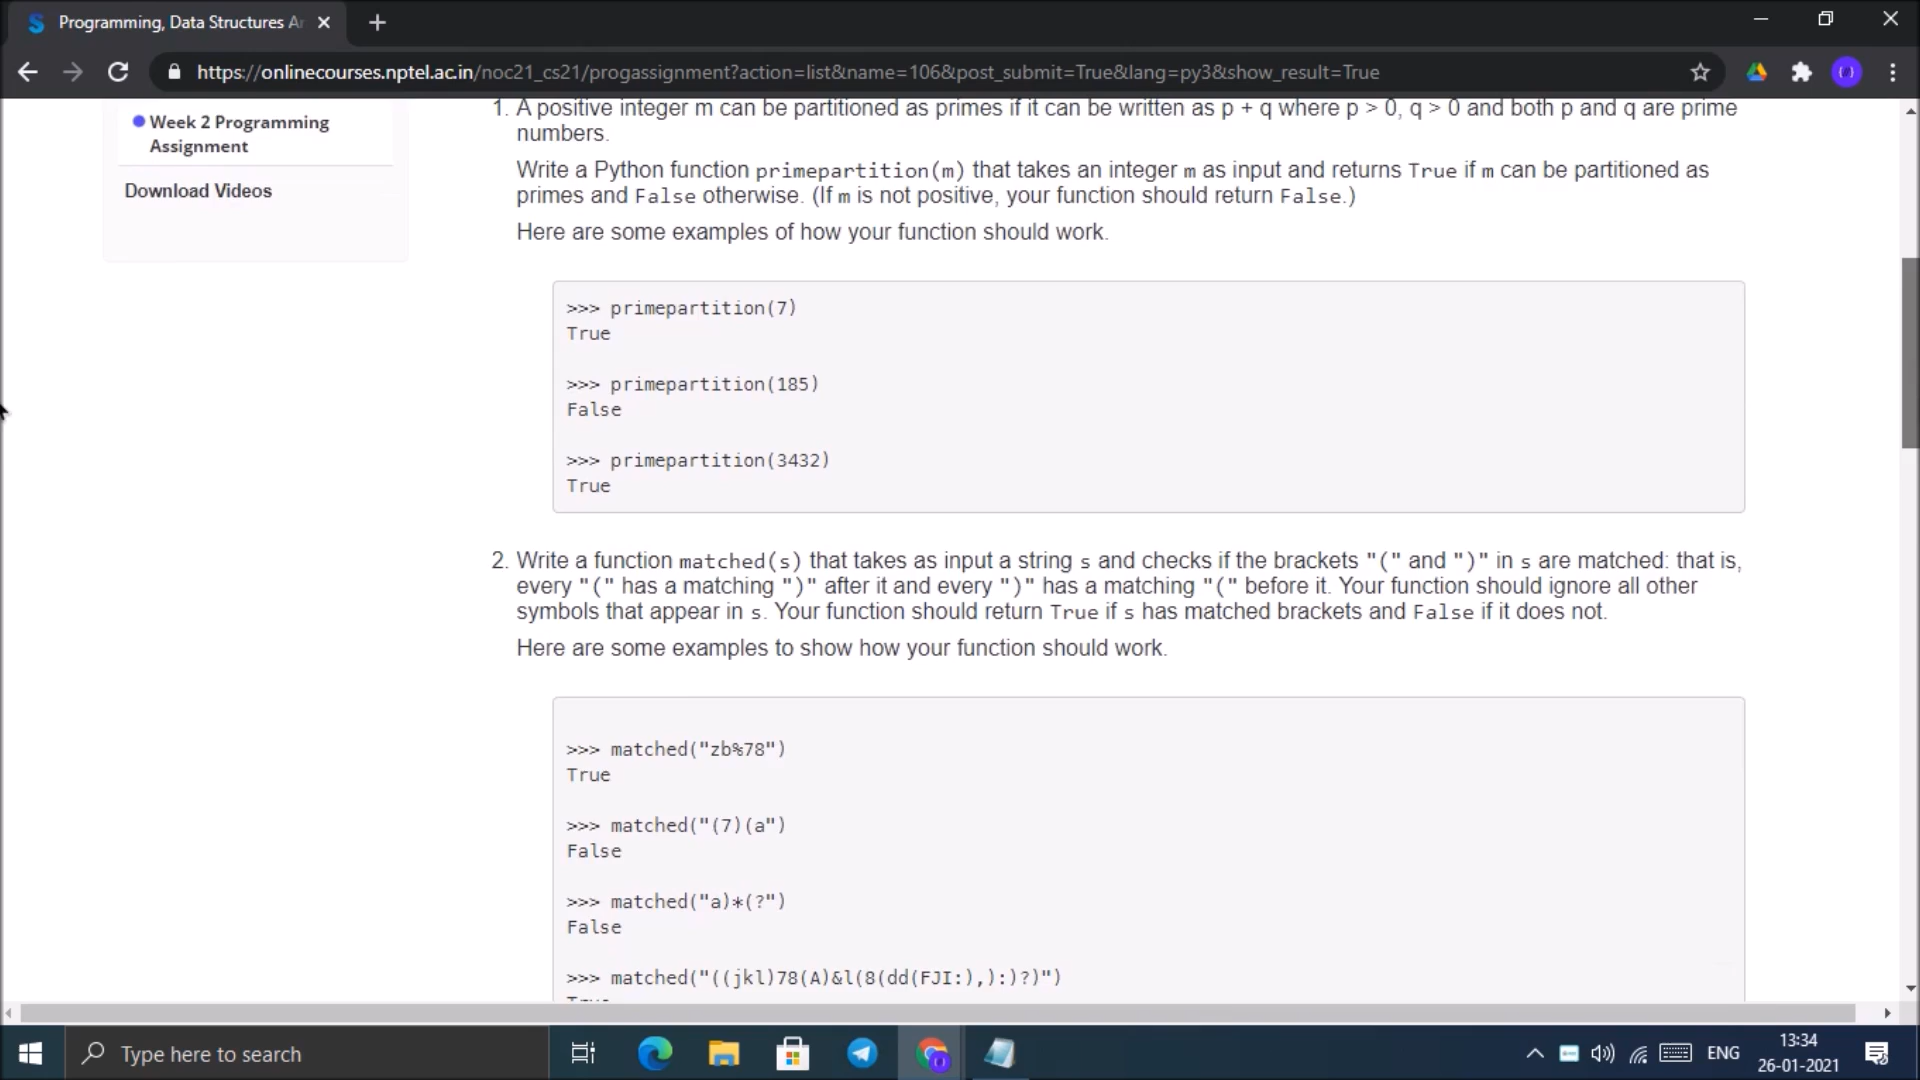 Programming, Data Structures Ar
https://onlinecourses.nptel.ac.in/noc21_cs21/progassignment?action=list&name=106&post_submit=True&lang=py3&show_result=True
Week 2 Programming
Assignment
Download Videos
1. A positive integer m can be partitioned as primes if it can be written as p + q where p > 0, q > 0 and both p and q are prime
numbers.
Write a Python function primepartition(m) that takes an integer m as input and returns True if m can be partitioned as
primes and False otherwise. (If m is not positive, your function should return False.)
Here are some examples of how your function should work.
>>> primepartition(7)
True
>>> primepartition(185)
False
>>> primepartition(3432)
True
2. Write a function matched(s) that takes as input a string s and checks if the brackets "(" and ")" in s are matched: that is,
every "(" has a matching ")" after it and every ")" has a matching "(" before it. Your function should ignore all other
symbols that appear in s. Your function should return True if s has matched brackets and False if it does not.
Here are some examples to show how your function should work.
>>> matched("zb%78")
True
>>> matched("(7)(a")
False
>>> matched("a)*(?")
False
>>> matched("((jkl)78(A)&l(8(dd(FJI:),):)?)")
True
Type here to search
ENG
13:34
26-01-2021